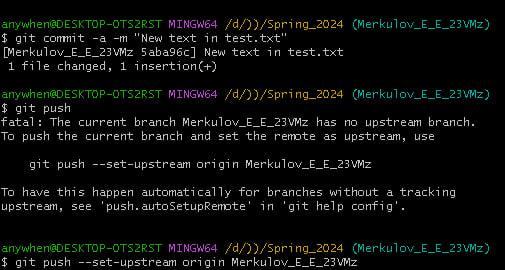 anywhen@DESKTOP-OTS2RST MINGW64 /d/))/Spring_2024 (Merkulov_E_E_23VMz)
$ git commit -a -m "New text in test.txt"
[Merkulov_E_E_23VMz 5aba96c] New text in test.txt
 1 file changed, 1 insertion(+)

anywhen@DESKTOP-OTS2RST MINGW64 /d/))/Spring_2024 (Merkulov_E_E_23VMz)
$ git push
fatal: The current branch Merkulov_E_E_23VMz has no upstream branch.
To push the current branch and set the remote as upstream, use

    git push --set-upstream origin Merkulov_E_E_23VMz

To have this happen automatically for branches without a tracking
upstream, see 'push.autoSetupRemote' in 'git help config'.

anywhen@DESKTOP-OTS2RST MINGW64 /d/))/Spring_2024 (Merkulov_E_E_23VMz)
$ git push --set-upstream origin Merkulov_E_E_23VMz